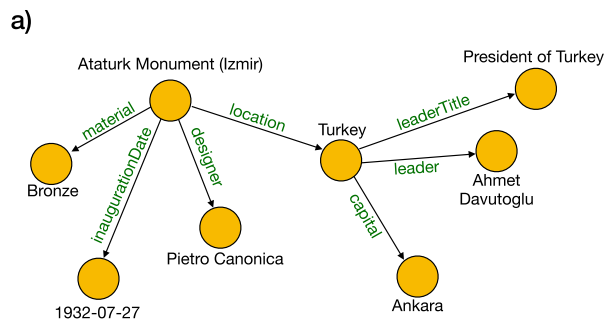 a)
President of Turkey
Ataturk Monument (Izmir)
material
location
leaderTitle
Turkey
inaugurationDate
designer
leader
Bronze
Ahmet
Davutoglu
capital
Pietro Canonica
1932-07-27
Ankara